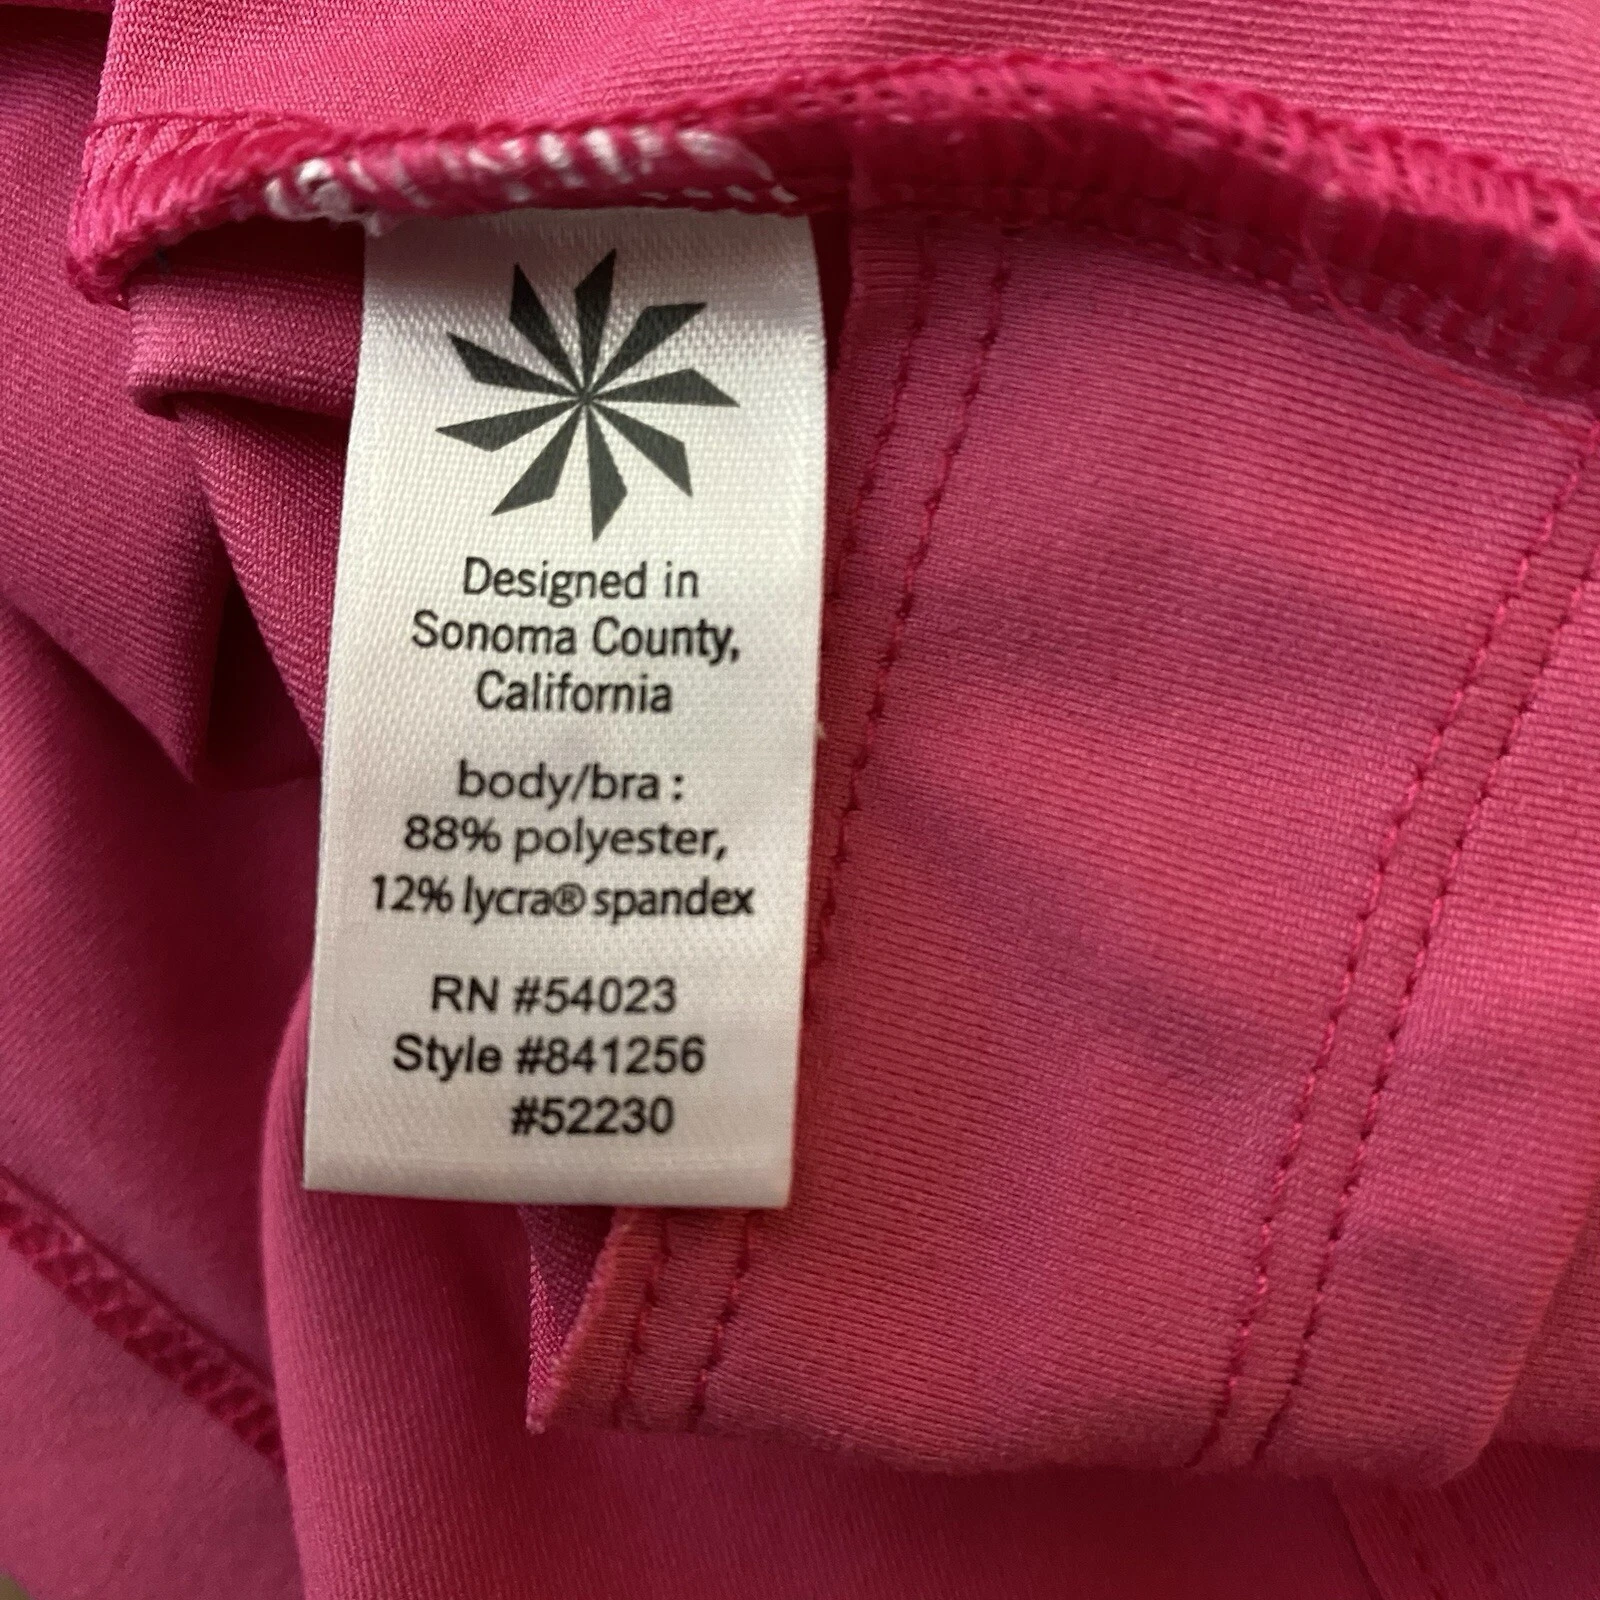 Designed in
Sonoma County,
California
body/bra :
88% polyester,
12% lycra® spandex
RN #54023
Style #841256
#52230